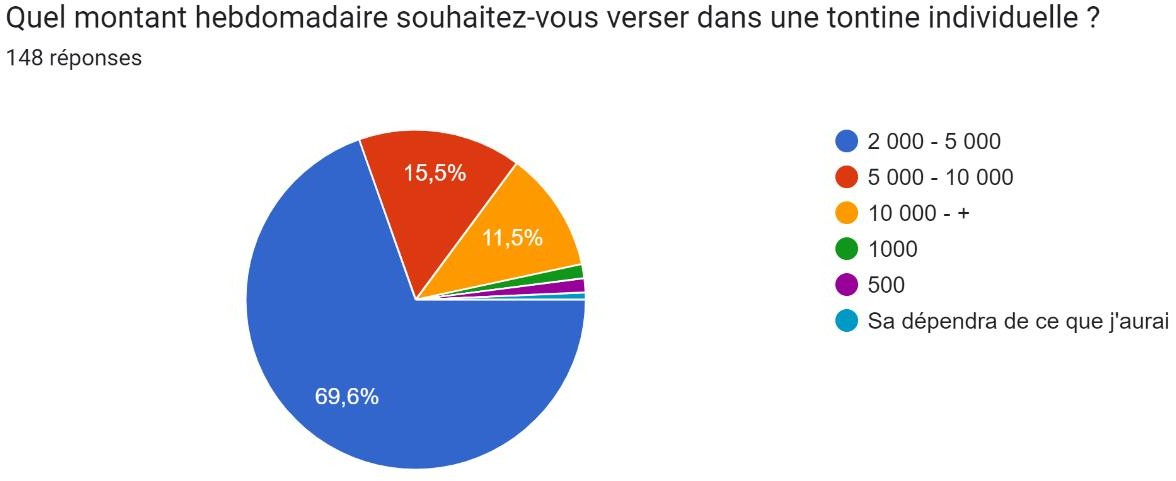 Quel montant hebdomadaire souhaitez-vous verser dans une tontine individuelle ?
148 réponses
15,5%
11,5%
69,6%
2 000 - 5 000
5 000 - 10 000
10 000 - +
1000
500
Sa dépendra de ce que j'aurai